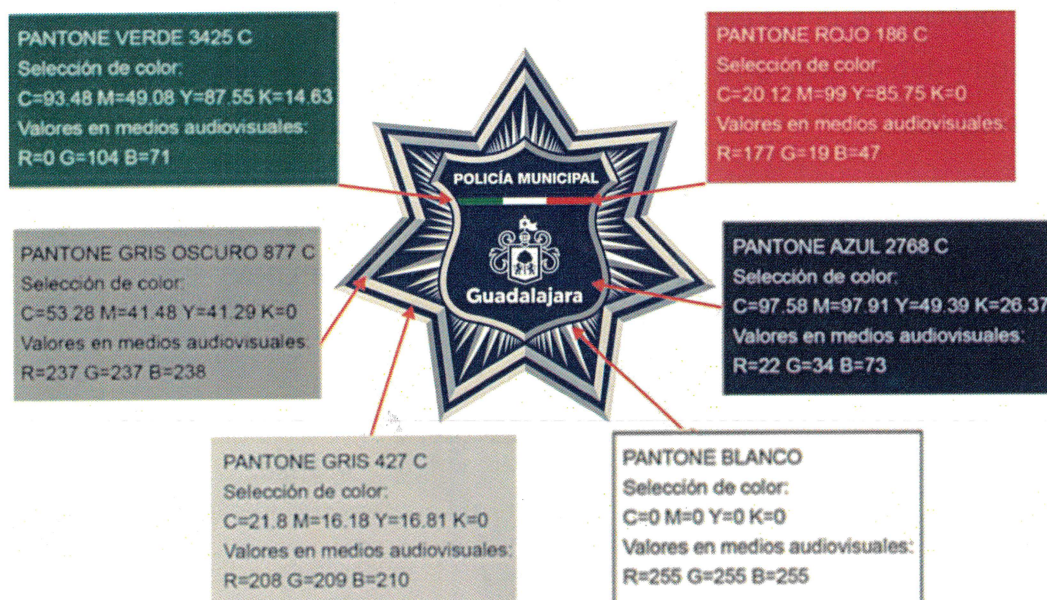 PANTONE VERDE 3425 C
Selección de color:
C=93.48 M=49.08 Y=87.55 K=14.63
Valores en medios audiovisuales:
R=0 G=104 B=71
PANTONE ROJO 186 C
Selección de color:
C=20.12 M=99 Y=85.75 K=0
Valores en medios audiovisuales:
R=177 G=19 B=47
POLICÍA MUNICIPAL
Guadalajara
PANTONE GRIS OSCURO 877 C
Selección de color:
C=53.28 M=41.48 Y=41.29 K=0
Valores en medios audiovisuales:
R=237 G=237 B=238
PANTONE AZUL 2768 C
Selección de color:
C=97.58 M=97.91 Y=49.39 K=26.37
Valores en medios audiovisuales:
R=22 G=34 B=73
PANTONE GRIS 427 C
Selección de color:
C=21.8 M=16.18 Y=16.81 K=0
Valores en medios audiovisuales:
R=208 G=209 B=210
PANTONE BLANCO
Selección de color:
C=0 M=0 Y=0 K=0
Valores en medios audiovisuales:
R=255 G=255 B=255